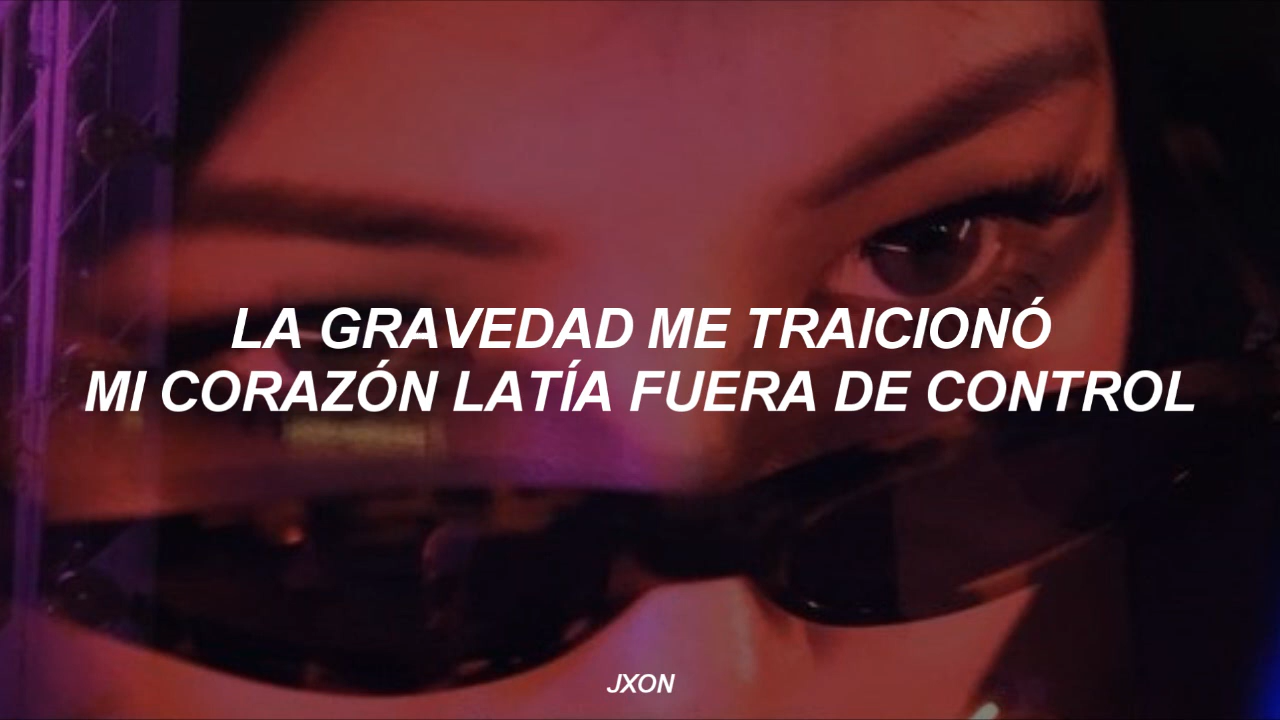 LA GRAVEDAD ME TRAICIONÓ
MI CORAZÓN LATÍA FUERA DE CONTROL
JXON